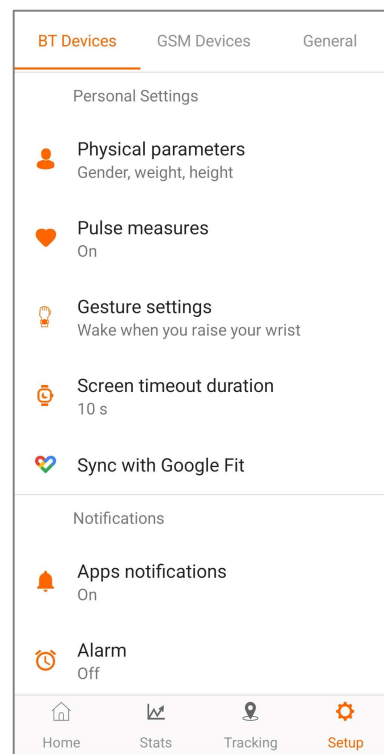 BT Devices GSM Devices General
Personal Settings
Physical parameters
Gender, weight, height
Pulse measures
On
Gesture settings
Wake when you raise your wrist
Screen timeout duration
10 s
Sync with Google Fit
Notifications
Apps notifications
On
Alarm
Off
Home Stats Tracking Setup